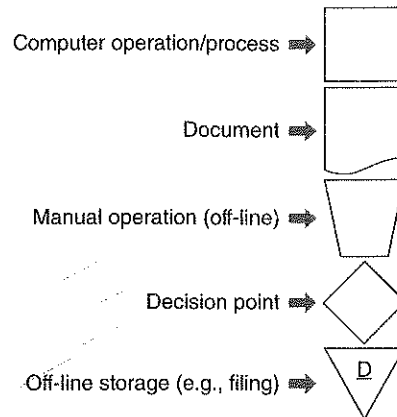 Computer operation/process
Document
Manual operation (off-line)
Decision point
Off-line storage (e.g., filing)
D